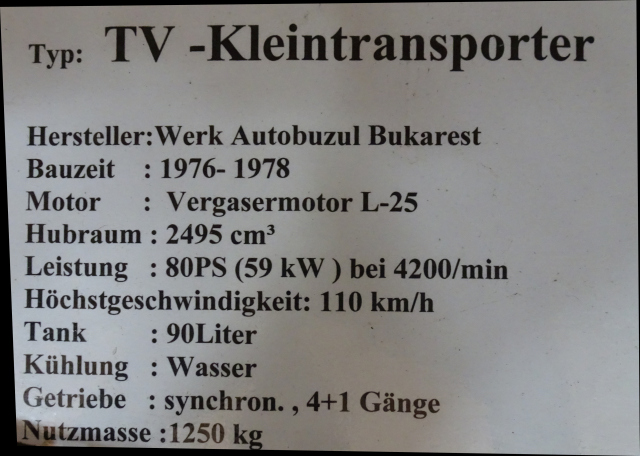 Typ: TV -Kleintransporter
Hersteller:Werk Autobuzul Bukarest
Bauzeit : 1976- 1978
Motor : Vergasermotor L-25
Hubraum : 2495 cm³
Leistung : 80PS (59 kW ) bei 4200/min
Höchstgeschwindigkeit: 110 km/h
Tank : 90Liter
Kühlung : Wasser
Getriebe : synchron. , 4+1 Gänge
Nutzmasse :1250 kg